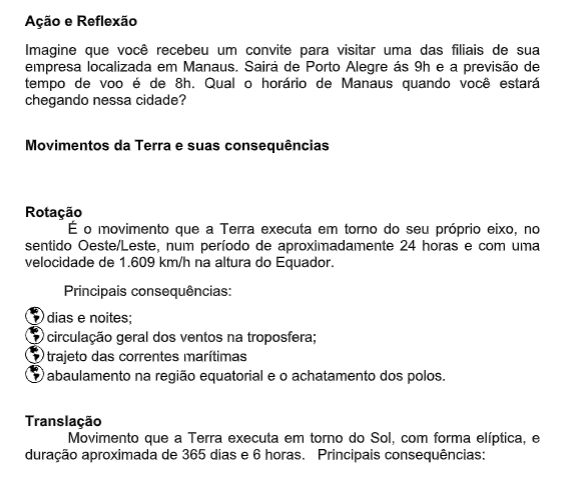 Ação e Reflexão
Imagine que você recebeu um convite para visitar uma das filiais de sua
empresa localizada em Manaus. Sairá de Porto Alegre ás 9h e a previsão de
tempo de voo é de 8h. Qual o horário de Manaus quando você estará
chegando nessa cidade?
Movimentos da Terra e suas consequências
Rotação
É o movimento que a Terra executa em torno do seu próprio eixo, no
sentido Oeste/Leste, num período de aproximadamente 24 horas e com uma
velocidade de 1.609 km/h na altura do Equador.
Principais consequências:
dias e noites;
circulação geral dos ventos na troposfera;
trajeto das correntes marítimas
abaulamento na região equatorial e o achatamento dos polos.
Translação
Movimento que a Terra executa em torno do Sol, com forma elíptica, e
duração aproximada de 365 dias e 6 horas. Principais consequências: